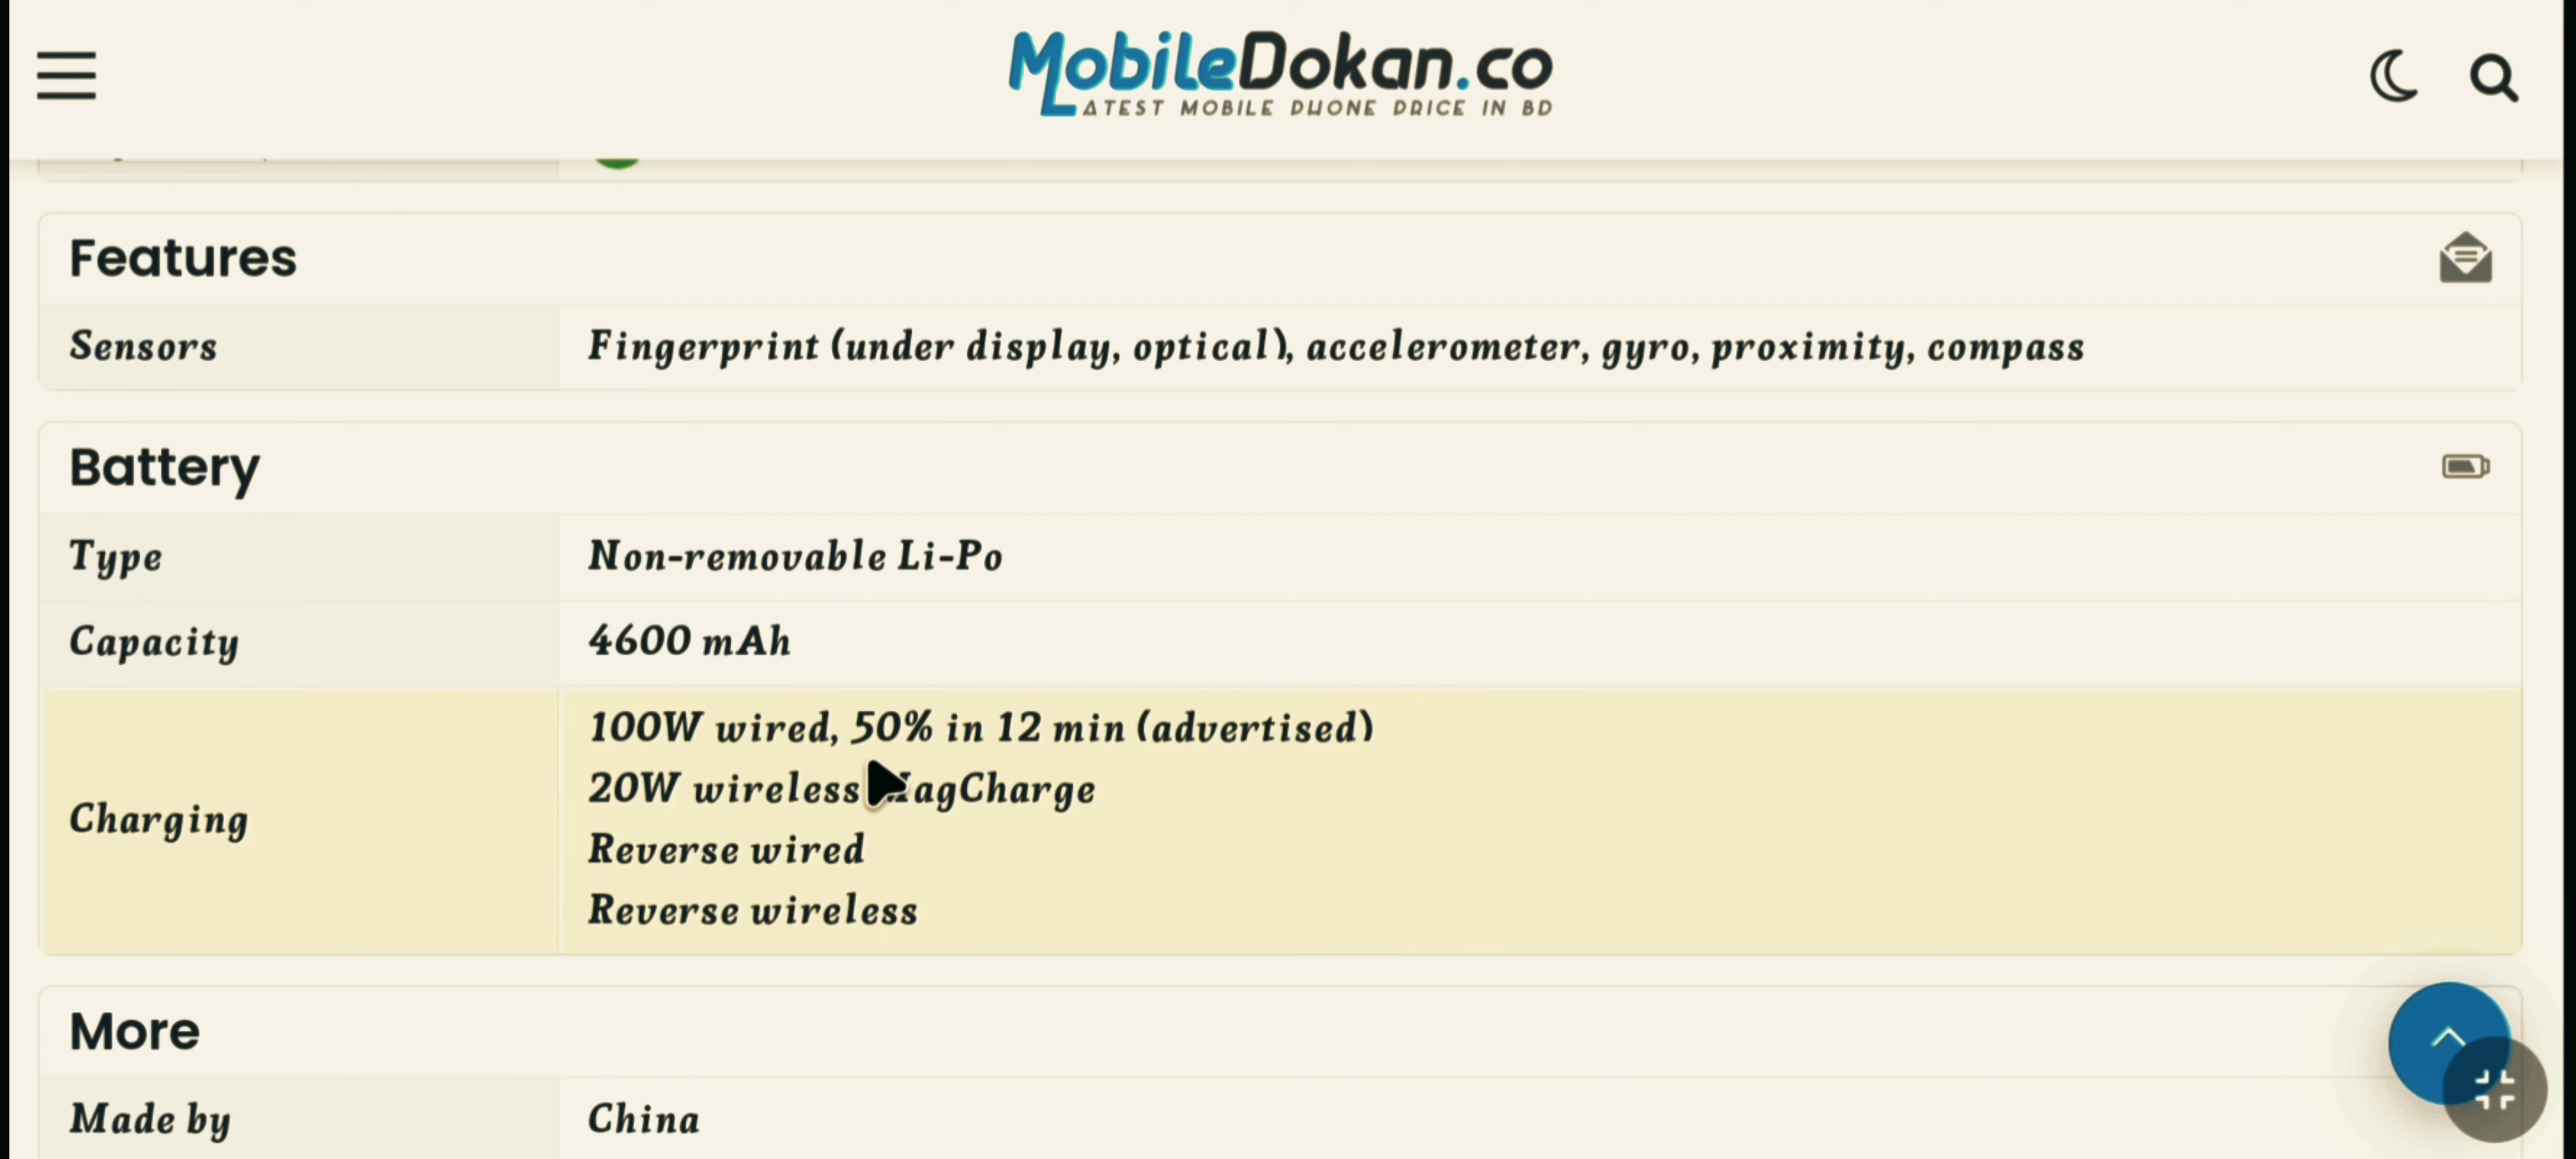 MobileDokan.co
LATEST MOBILE PHONE PRICE IN BD
Features
Sensors
Fingerprint (under display, optical), accelerometer, gyro, proximity, compass
Battery
Type
Non-removable Li-Po
Capacity
4600 mAh
Charging
100W wired, 50% in 12 min (advertised)
20W wireless MagCharge
Reverse wired
Reverse wireless
More
Made by
China